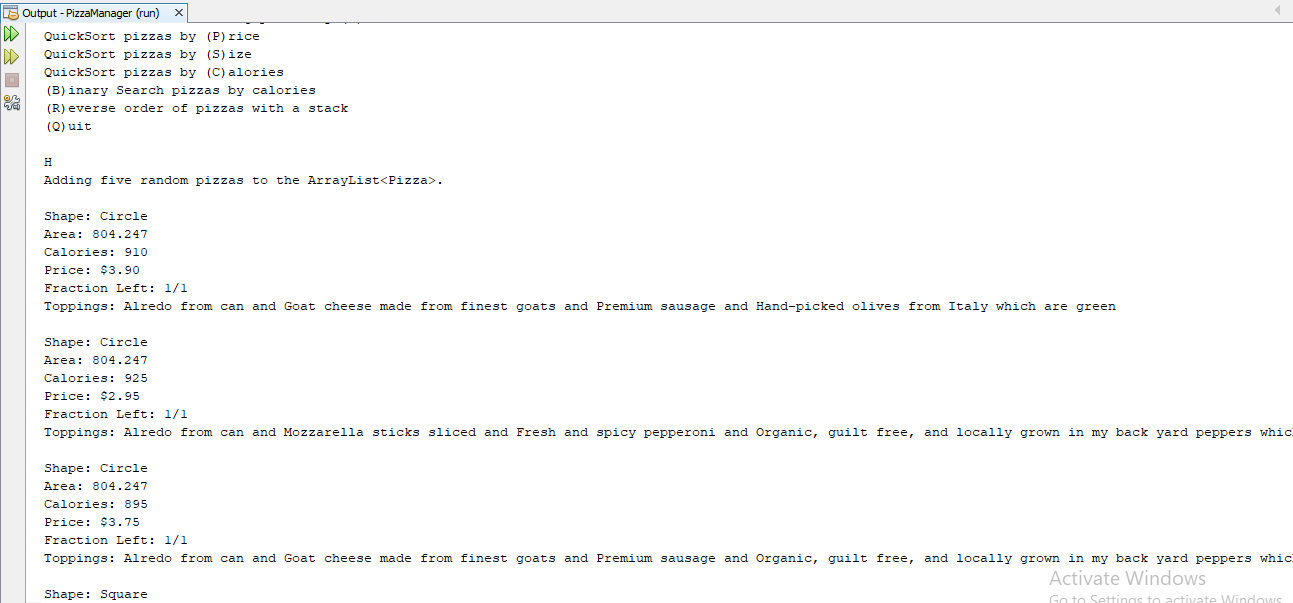 Output - PizzaManager (run)
QuickSort pizzas by (P)rice
QuickSort pizzas by (S)ize
QuickSort pizzas by (C)alories
(B)inary Search pizzas by calories
(R)everse order of pizzas with a stack
(Q)uit
H
Adding five random pizzas to the ArrayList<Pizza>.
Shape: Circle
Area: 804.247
Calories: 910
Price: $3.90
Fraction Left: 1/1
Toppings: Alredo from can and Goat cheese made from finest goats and Premium sausage and Hand-picked olives from Italy which are green
Shape: Circle
Area: 804.247
Calories: 925
Price: $2.95
Fraction Left: 1/1
Toppings: Alredo from can and Mozzarella sticks sliced and Fresh and spicy pepperoni and Organic, guilt free, and locally grown in my back yard peppers whic
Shape: Circle
Area: 804.247
Calories: 895
Price: $3.75
Fraction Left: 1/1
Toppings: Alredo from can and Goat cheese made from finest goats and Premium sausage and Organic, guilt free, and locally grown in my back yard peppers whic
Activate Windows
Shape: Square
Go to Settings to activate Windows